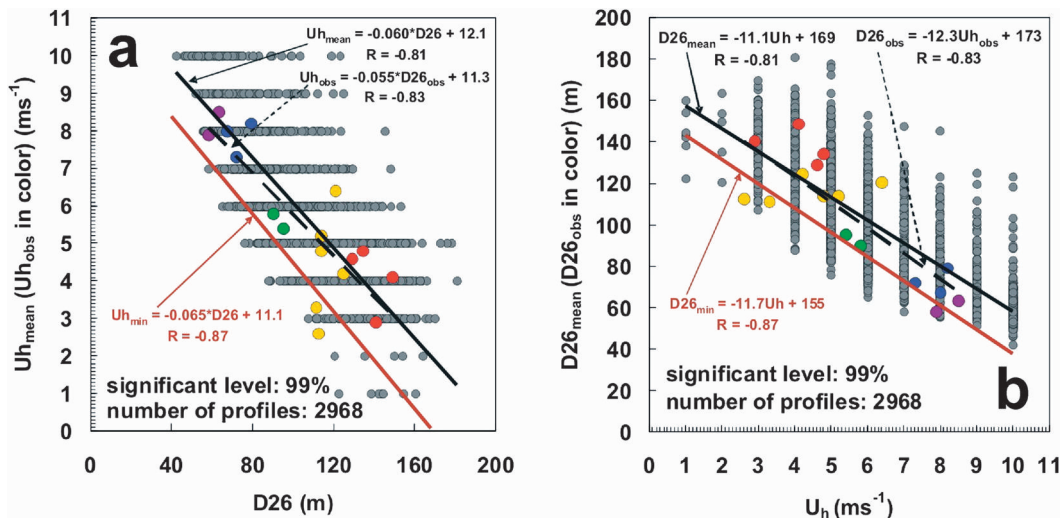 a
Uh_mean = -0.060*D26 + 12.1
R = -0.81
Uh_obs = -0.055*D26_obs + 11.3
R = -0.83
Uh_min = -0.065*D26 + 11.1
R = -0.87
significant level: 99%
number of profiles: 2968
Uh_mean (Uh_obs in color) (ms^-1)
11
10
9
8
7
6
5
4
3
2
1
0
0 40 80 120 160 200
D26 (m)
D26_mean = -11.1Uh + 169
R = -0.81
D26_obs = -12.3Uh_obs + 173
R = -0.83
D26_min = -11.7Uh + 155
R = -0.87
significant level: 99%
number of profiles: 2968
b
D26_mean (D26_obs in color) (m)
200
180
160
140
120
100
80
60
40
20
0
0 1 2 3 4 5 6 7 8 9 10 11
U_h (ms^-1)